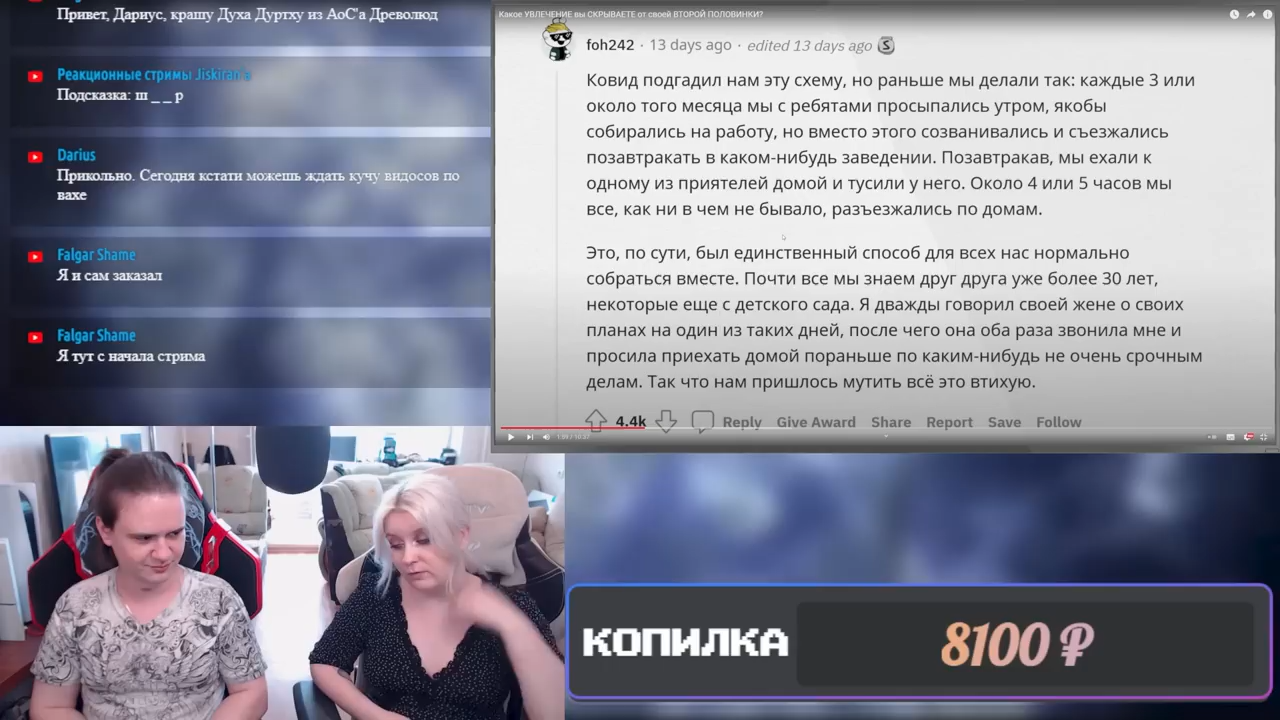 Привет, Дариус, крашу Духа Дуртху из АоС'а Древолюд
Реакционные стримы Jiskiran'a
Подсказка: ш _ _ р
Darius
Прикольно. Сегодня кстати можешь ждать кучу видосов по
вахе
Falgar Shame
Я и сам заказал
Falgar Shame
Я тут с начала стрима
Какое УВЛЕЧЕНИЕ вы СКРЫВАЕТЕ от своей ВТОРОЙ ПОЛОВИНКИ?
foh242 · 13 days ago · edited 13 days ago
Ковид подгадил нам эту схему, но раньше мы делали так: каждые 3 или
около того месяца мы с ребятами просыпались утром, якобы
собирались на работу, но вместо этого созванивались и съезжались
позавтракать в каком-нибудь заведении. Позавтракав, мы ехали к
одному из приятелей домой и тусили у него. Около 4 или 5 часов мы
все, как ни в чем не бывало, разъезжались по домам.
Это, по сути, был единственный способ для всех нас нормально
собраться вместе. Почти все мы знаем друг друга уже более 30 лет,
некоторые еще с детского сада. Я дважды говорил своей жене о своих
планах на один из таких дней, после чего она оба раза звонила мне и
просила приехать домой пораньше по каким-нибудь не очень срочным
делам. Так что нам пришлось мутить всё это втихую.
4.4k Reply Give Award Share Report Save Follow
КОПИЛКА 8100 ₽